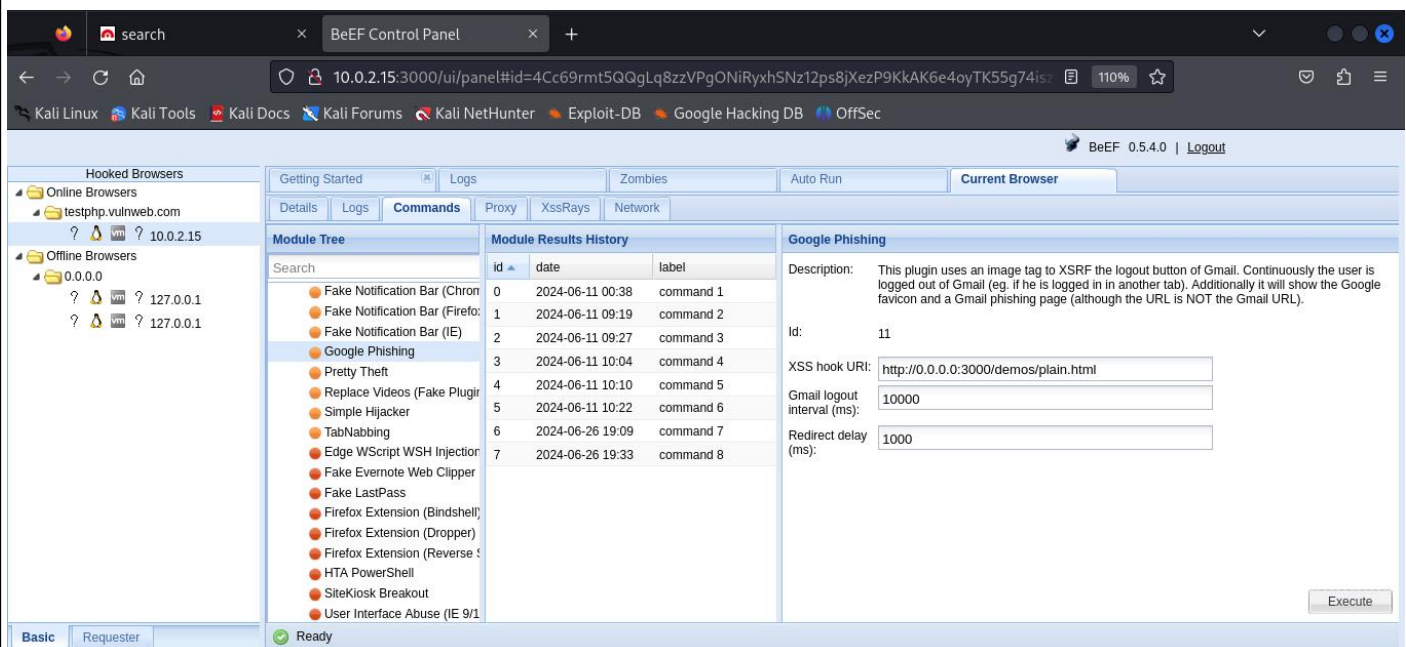 search
BeEF Control Panel
10.0.2.15:3000/ui/panel#id=4Cc69rmt5QQgLq8zzVPgONiRyxhSNz12ps8jXezP9KkAK6e4oyTK55g74isz
110%
Kali Linux Kali Tools Kali Docs Kali Forums Kali NetHunter Exploit-DB Google Hacking DB OffSec
BeEF 0.5.4.0 | Logout
Hooked Browsers
Online Browsers
testphp.vulnweb.com
? vm ? 10.0.2.15
Offline Browsers
0.0.0.0
? vm ? 127.0.0.1
? vm ? 127.0.0.1
Basic Requester
Getting Started Logs Zombies Auto Run Current Browser
Details Logs Commands Proxy XssRays Network
Module Tree
Search
Fake Notification Bar (Chrom
Fake Notification Bar (Firefo
Fake Notification Bar (IE)
Google Phishing
Pretty Theft
Replace Videos (Fake Plugin
Simple Hijacker
TabNabbing
Edge WScript WSH Injection
Fake Evernote Web Clipper
Fake LastPass
Firefox Extension (Bindshell)
Firefox Extension (Dropper)
Firefox Extension (Reverse S
HTA PowerShell
SiteKiosk Breakout
User Interface Abuse (IE 9/1
Module Results History
id date label
0 2024-06-11 00:38 command 1
1 2024-06-11 09:19 command 2
2 2024-06-11 09:27 command 3
3 2024-06-11 10:04 command 4
4 2024-06-11 10:10 command 5
5 2024-06-11 10:22 command 6
6 2024-06-26 19:09 command 7
7 2024-06-26 19:33 command 8
Google Phishing
Description: This plugin uses an image tag to XSRF the logout button of Gmail. Continuously the user is
logged out of Gmail (eg. if he is logged in in another tab). Additionally it will show the Google
favicon and a Gmail phishing page (although the URL is NOT the Gmail URL).
Id: 11
XSS hook URI: http://0.0.0.0:3000/demos/plain.html
Gmail logout
interval (ms): 10000
Redirect delay
(ms): 1000
Execute
Ready